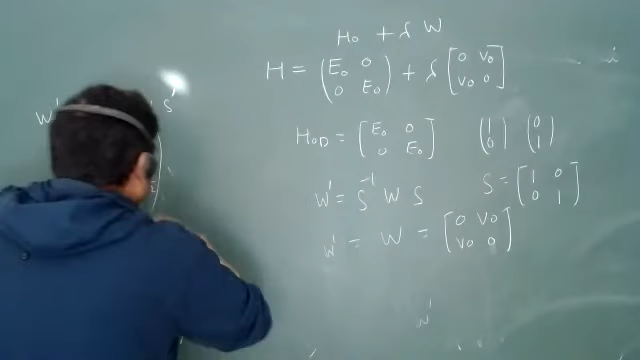 H₀ + λ W
H = (E₀ 0 0 E₀) + λ [0 V₀ V₀ 0]
H₀D = [E₀ 0 0 E₀] (1 0) (0 1)
W' = S⁻¹ W S S = [1 0 0 1]
W' = W = [0 V₀ V₀ 0]
W'
W' S'